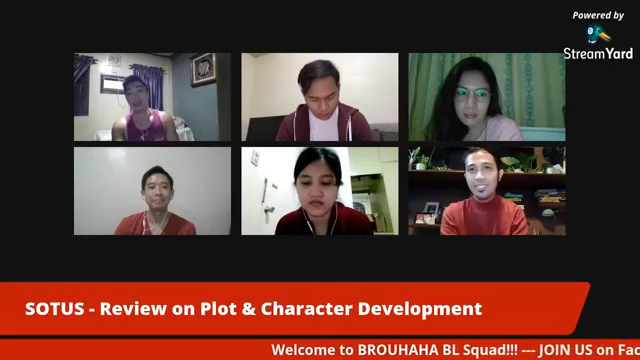 Powered by
StreamYard
SOTUS - Review on Plot & Character Development
Welcome to BROUHAHA BL Squad!!! --- JOIN US on Fac